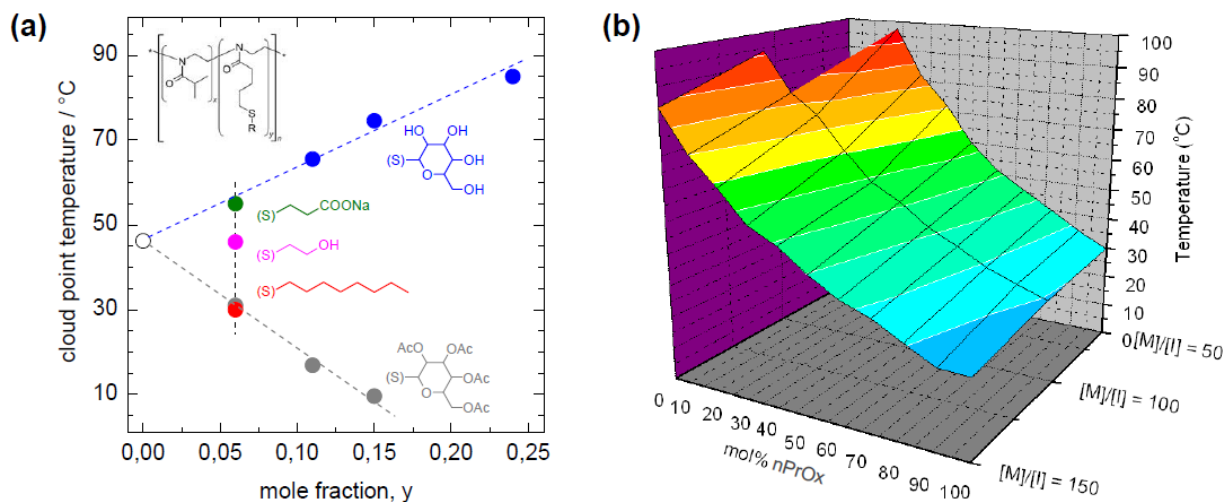 (a)
cloud point temperature / °C
90
70
50
30
10
0,00 0,05 0,10 0,15 0,20 0,25
mole fraction, y
* N N *
O O
x
S
R
y n
HO OH
HO
(S) OH
O
OH
(S) COONa
(S) OH
(S)
AcO OAc
AcO
(S) OAc
O
OAc
(b)
100
90
80
70
60
50
40
30
20
10
0
Temperature (°C)
[M]/[I] = 50
[M]/[I] = 100
[M]/[I] = 150
0 10 20 30 40 50 60 70 80 90 100
mol% nPrOx